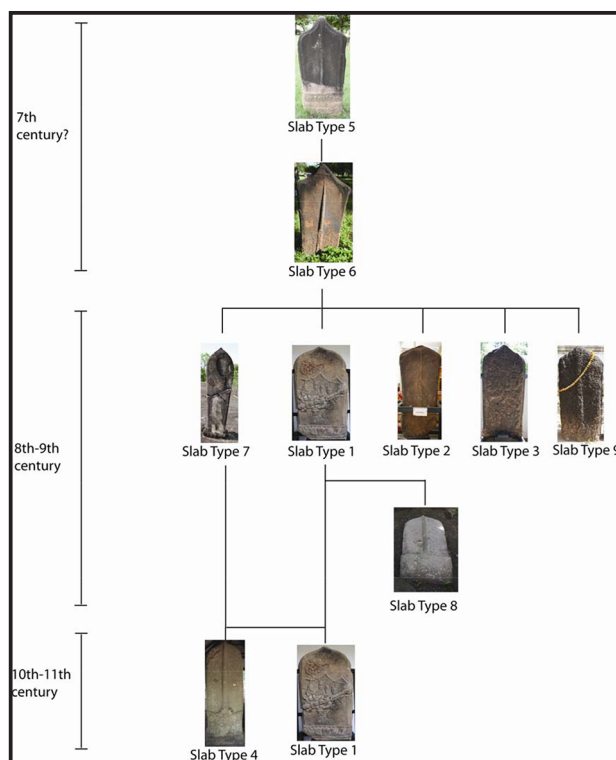 7th
century?
Slab Type 5
Slab Type 6
8th-9th
century
Slab Type 7
Slab Type 1
Slab Type 2
Slab Type 3
Slab Type 9
Slab Type 8
10th-11th
century
Slab Type 4
Slab Type 1